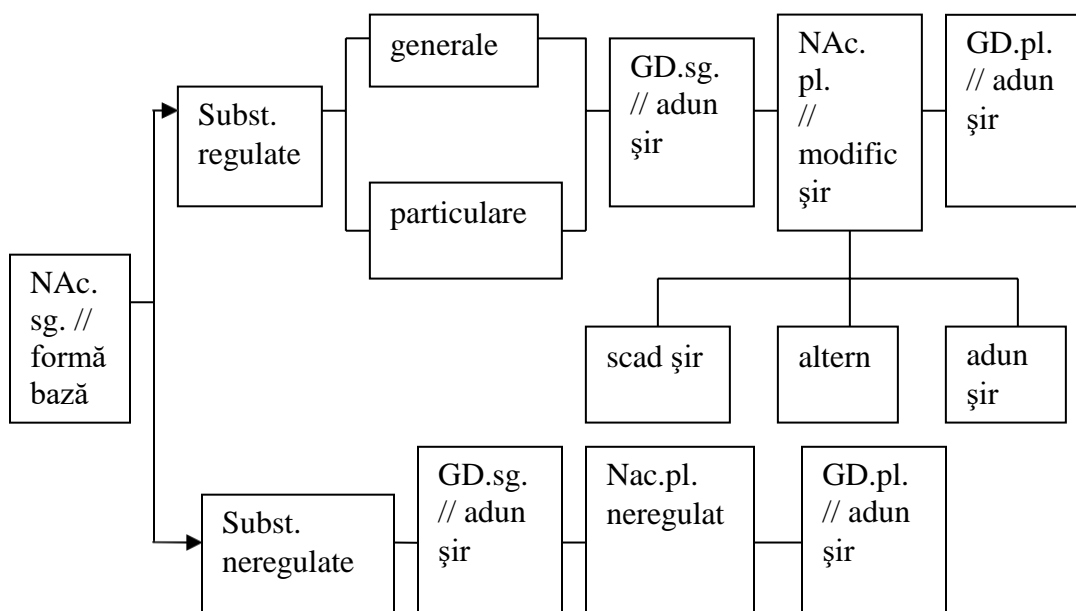 generale
GD.sg.
// adun
şir
NAc.
pl.
//
modific
şir
GD.pl.
// adun
şir
Subst.
regulate
particulare
NAc.
sg. //
formă
bază
scad şir
altern
adun
şir
Subst.
neregulate
GD.sg.
// adun
şir
Nac.pl.
neregulat
GD.pl.
// adun
şir